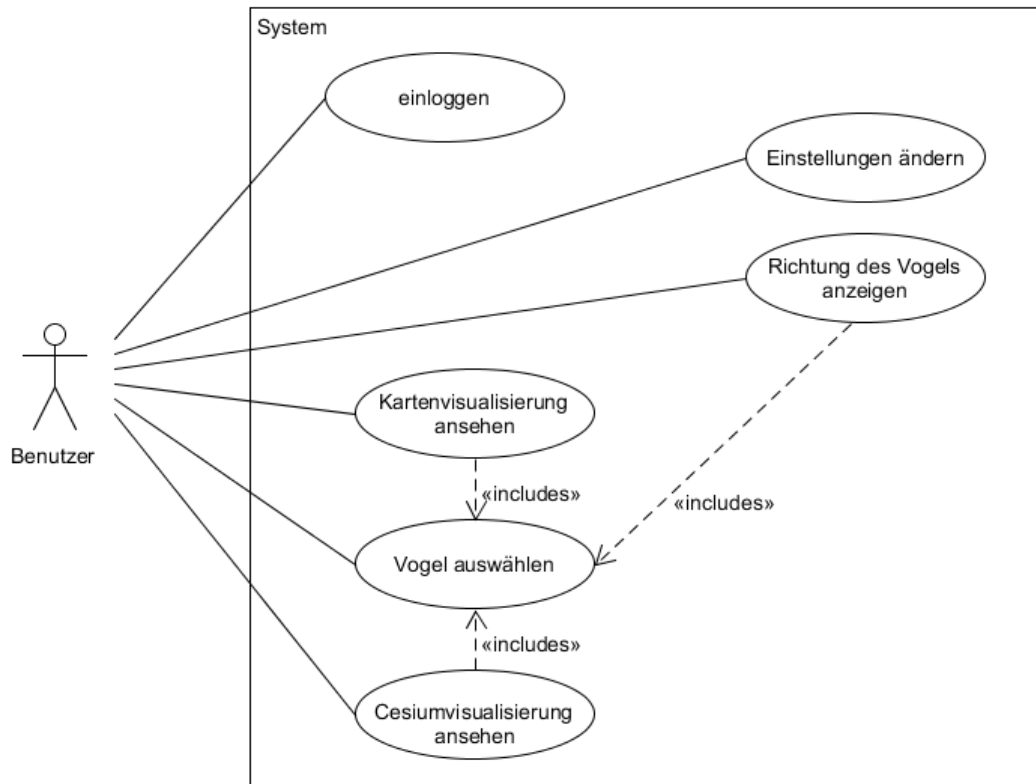 System
einloggen
Einstellungen ändern
Richtung des Vogels
anzeigen
Kartenvisualisierung
ansehen
Benutzer
«includes»
«includes»
Vogel auswählen
«includes»
Cesiumvisualisierung
ansehen